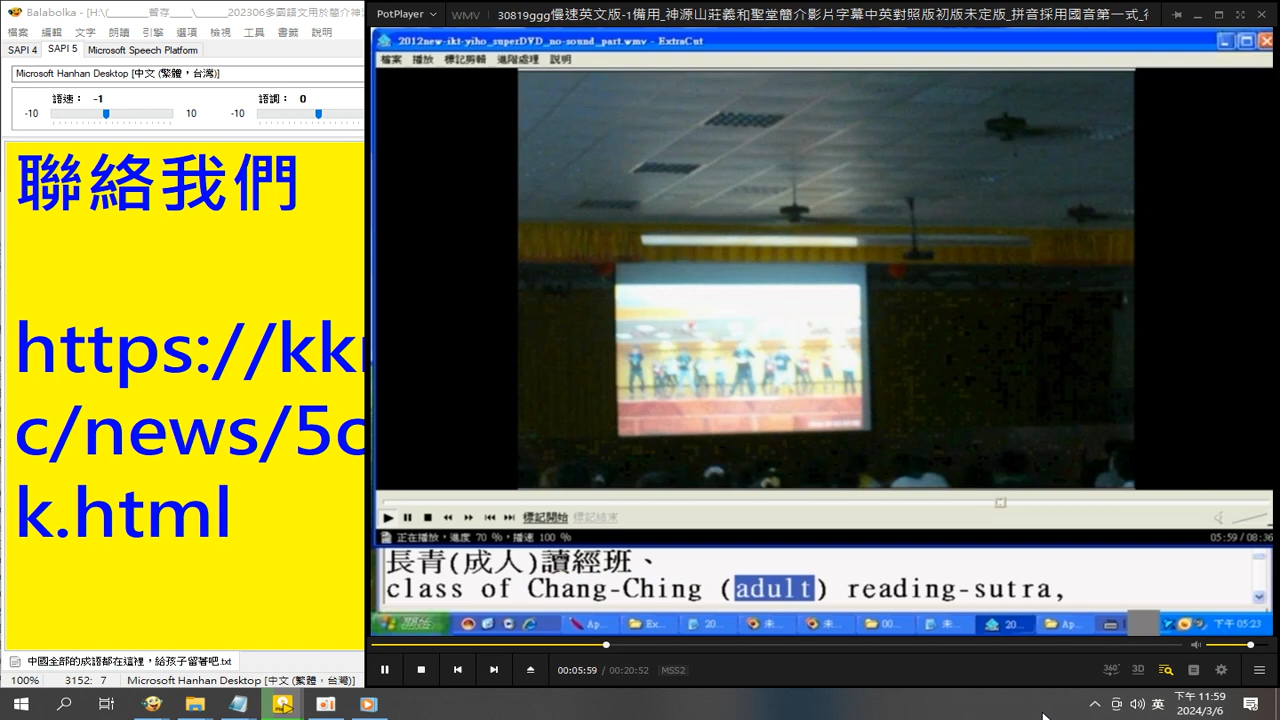 Balabolka - [H:\(______暫存____\______202306多國語文用於簡介神
檔案 編輯 文字 朗讀 引擎 選項 檢視 工具 書籤 說明
SAPI 4 SAPI 5 Microsoft Speech Platform
Microsoft Hanhan Desktop [中文 (繁體，台灣)]
語速： -1 語調： 0
-10 10 -10
聯絡我們
https://kk
c/news/5c
k.html
中國全部的成語都在這裡，給孩子留著吧.txt
100% 3152: 7 Microsoft Hanhan Desktop [中文 (繁體，台灣)]
PotPlayer WMV 30819ggg慢速英文版-1備用_神源山莊義和聖堂簡介影片字幕中英對照版初版未定版_拼音採用國音第一式_
2012new-ikt-yiho_superDVD_no-sound_part.wmv - ExtraCut
檔案 播放 標記剪輯 進階處理 說明
標記開始 標記結束
正在播放，進度 70 %，播速 100 % 05:59 / 08:36
長青(成人)讀經班、
class of Chang-Ching (adult) reading-sutra,
開始 Ap... Ex... 20... 未... 未... 00... 未... 20... Ap... 下午 05:23
00:05:59 / 00:20:52 MSS2
360° 3D
英 下午 11:59
2024/3/6